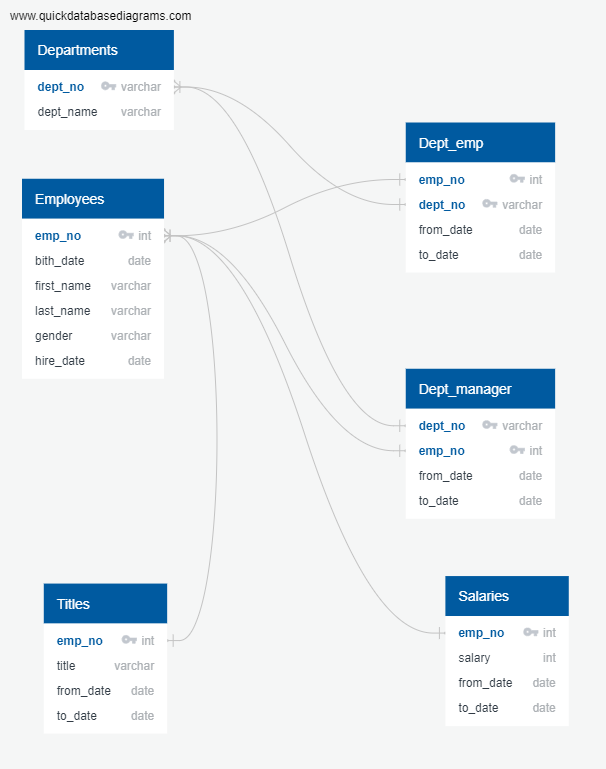 www.quickdatabasediagrams.com
Departments
dept_no varchar
dept_name varchar
Employees
emp_no int
bith_date date
first_name varchar
last_name varchar
gender varchar
hire_date date
Dept_emp
emp_no int
dept_no varchar
from_date date
to_date date
Dept_manager
dept_no varchar
emp_no int
from_date date
to_date date
Titles
emp_no int
title varchar
from_date date
to_date date
Salaries
emp_no int
salary int
from_date date
to_date date